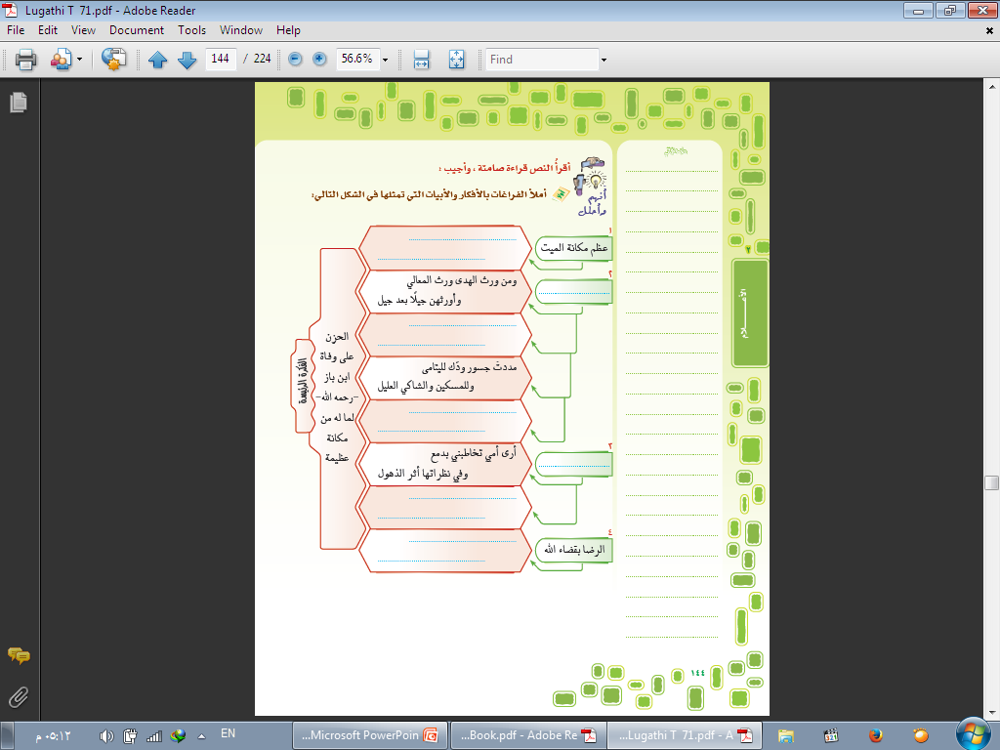 Lugathi T 71.pdf - Adobe Reader
File Edit View Document Tools Window Help
144 / 224 56.6% Find
أقرأُ النص قراءة صامتة ، وأجيب :
أفهم وأحلل
أملأ الفراغات بالأفكار والأبيات التي تمثلها في الشكل التالي:
١
عظم مكانة الميت
٢
ومن ورث الهدى ورث المعالي
وأورثهن جيلًا بعد جيل
مددتَ جسور ودّك لليتامى
وللمسكين والشاكي العليل
٣
أرى أمي تخاطبني بدمع
وفي نظراتها أثر الذهول
٤
الرضا بقضاء الله
الحزن
على وفاة
ابن باز
-رحمه الله-
لما له من
مكانة
عظيمة
الفكرة الرئيسة
٢
الأعـــــلام
١٤٤
م ٠٥:١٢
EN
...Microsoft PowerPoin
...Book.pdf - Adobe Re
...Lugathi T 71.pdf - A